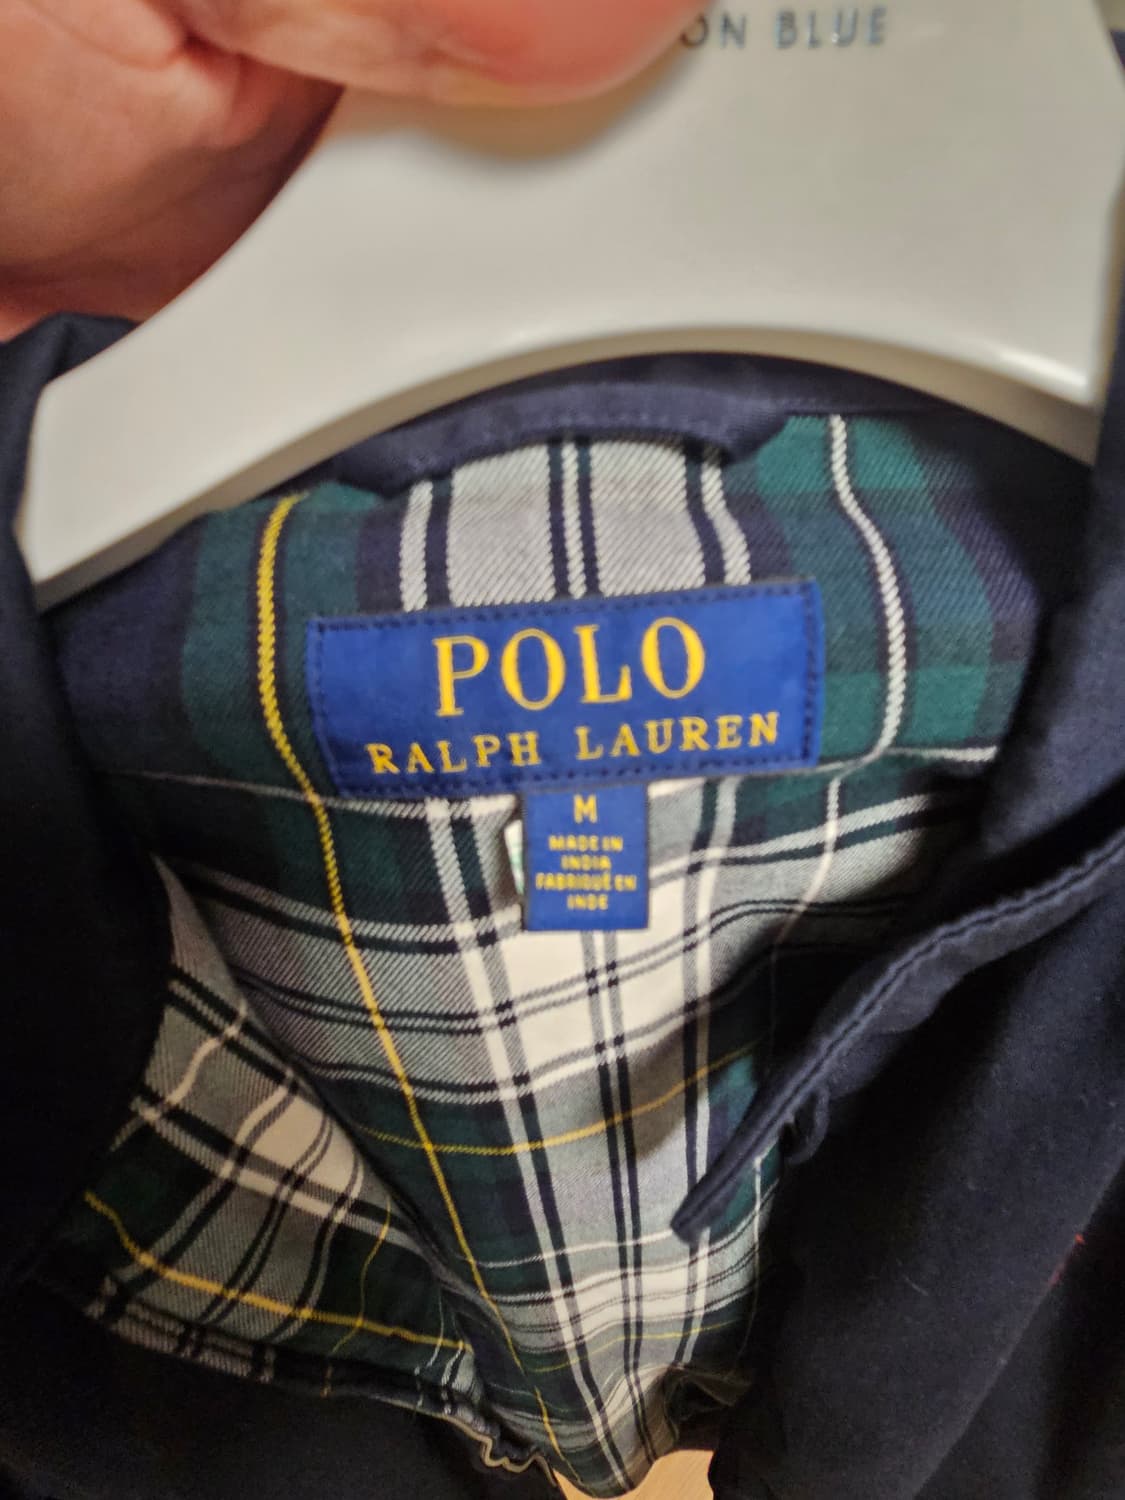 ON BLUE
POLO
RALPH LAUREN
M
MADE IN
INDIA
FABRIQUÉ EN
INDE